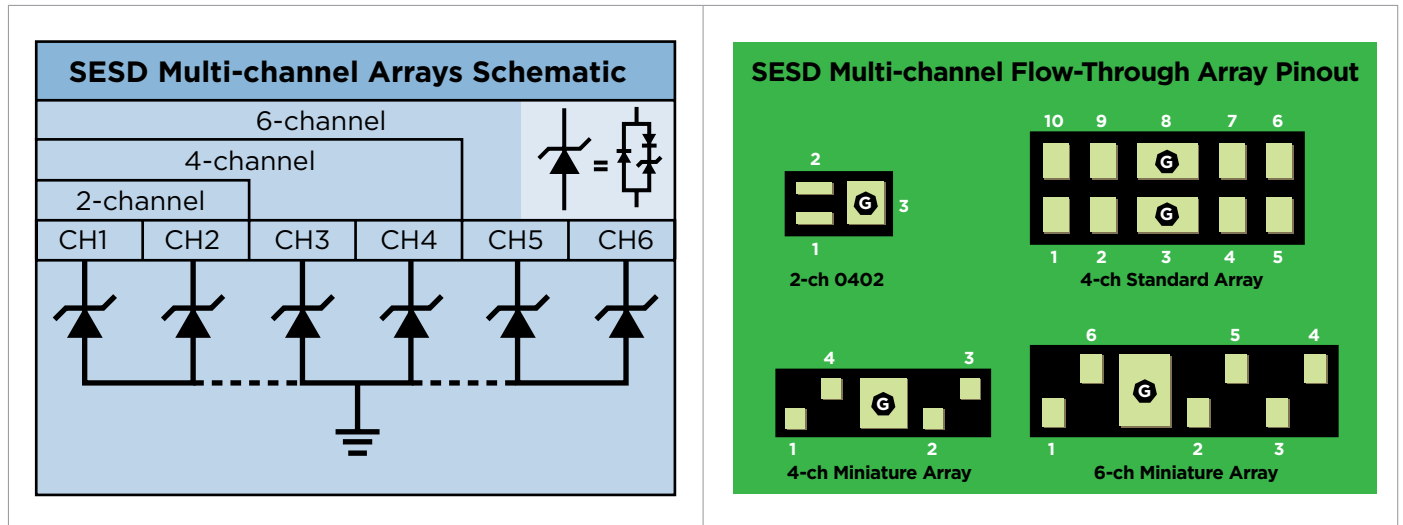 SESD Multi-channel Arrays Schematic
6-channel
4-channel
2-channel
=
CH1 CH2 CH3 CH4 CH5 CH6
SESD Multi-channel Flow-Through Array Pinout
2
G
3
1
2-ch 0402
10 9 8 7 6
G
G
1 2 3 4 5
4-ch Standard Array
4 3
G
1 2
4-ch Miniature Array
6 5 4
G
1 2 3
6-ch Miniature Array